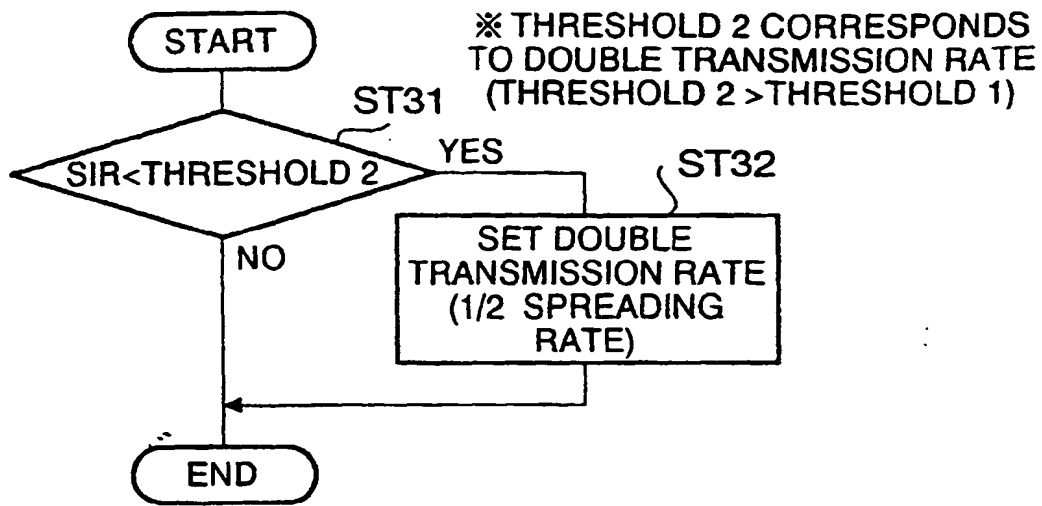 START
※ THRESHOLD 2 CORRESPONDS
TO DOUBLE TRANSMISSION RATE
(THRESHOLD 2 >THRESHOLD 1)
ST31
SIR<THRESHOLD 2
YES
ST32
NO
SET DOUBLE
TRANSMISSION RATE
(1/2 SPREADING
RATE)
END